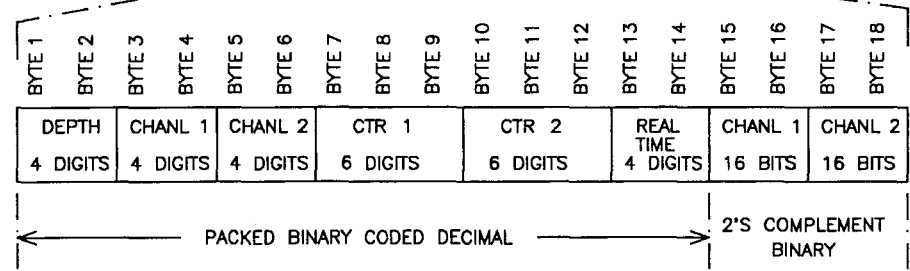 BYTE 1 BYTE 2 BYTE 3 BYTE 4 BYTE 5 BYTE 6 BYTE 7 BYTE 8 BYTE 9 BYTE 10 BYTE 11 BYTE 12 BYTE 13 BYTE 14 BYTE 15 BYTE 16 BYTE 17 BYTE 18
DEPTH CHANL 1 CHANL 2 CTR 1 CTR 2 REAL TIME CHANL 1 CHANL 2
4 DIGITS 4 DIGITS 4 DIGITS 6 DIGITS 6 DIGITS 4 DIGITS 16 BITS 16 BITS
PACKED BINARY CODED DECIMAL
2'S COMPLEMENT
BINARY